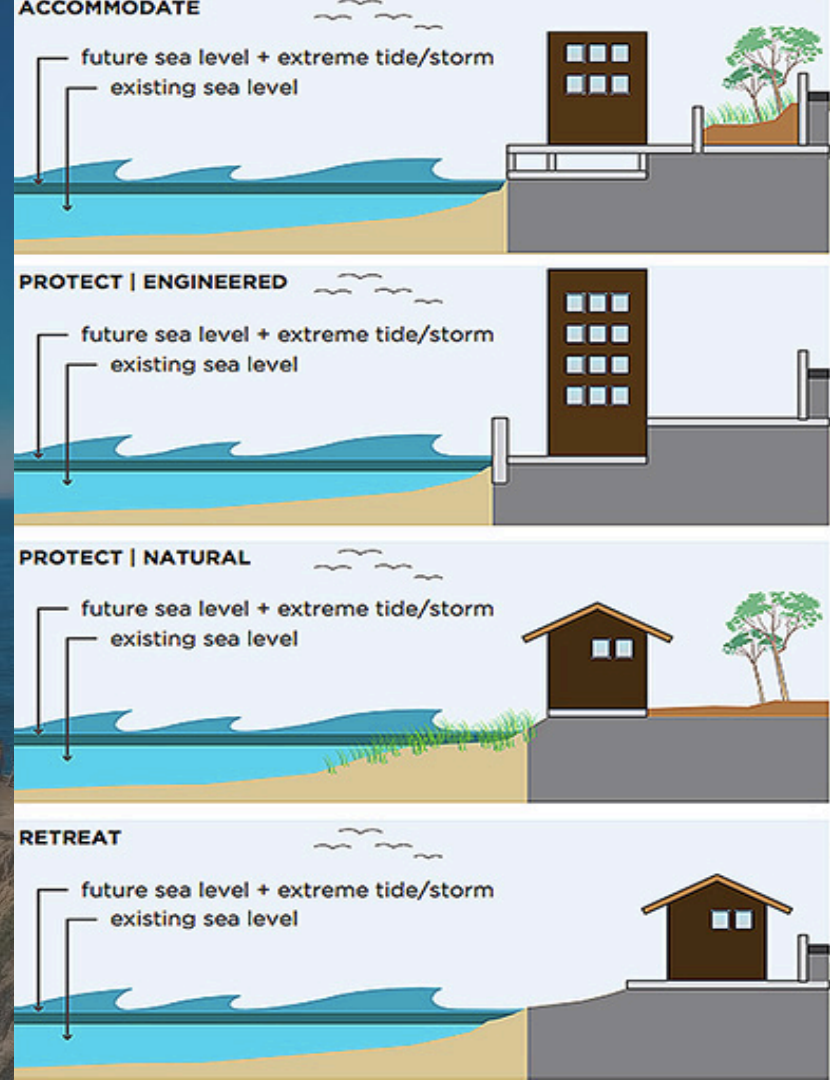 ACCOMMODATE
future sea level + extreme tide/storm
existing sea level
PROTECT | ENGINEERED
future sea level + extreme tide/storm
existing sea level
PROTECT | NATURAL
future sea level + extreme tide/storm
existing sea level
RETREAT
future sea level + extreme tide/storm
existing sea level